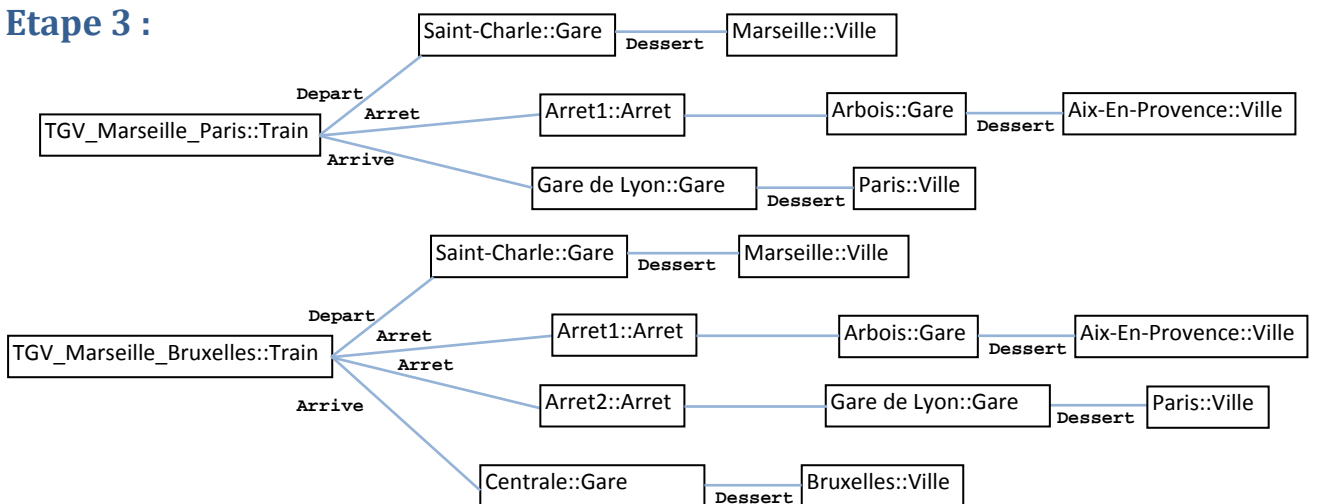 Etape 3 :
Saint-Charle::Gare
Dessert
Marseille::Ville
Depart
Arret
Arret1::Arret
Arbois::Gare
Dessert
Aix-En-Provence::Ville
TGV_Marseille_Paris::Train
Arrive
Gare de Lyon::Gare
Dessert
Paris::Ville
Saint-Charle::Gare
Dessert
Marseille::Ville
Depart
Arret
Arret1::Arret
Arbois::Gare
Dessert
Aix-En-Provence::Ville
TGV_Marseille_Bruxelles::Train
Arret
Arret2::Arret
Gare de Lyon::Gare
Dessert
Paris::Ville
Arrive
Centrale::Gare
Dessert
Bruxelles::Ville